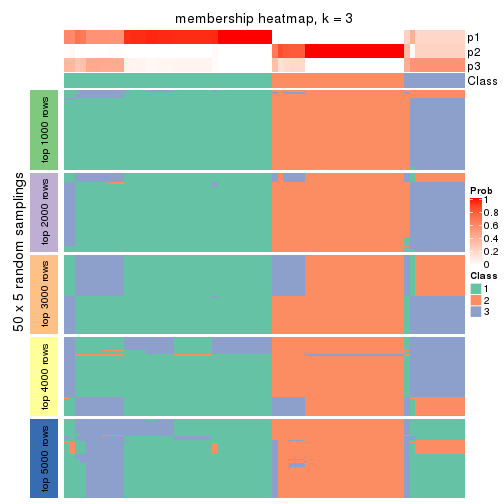 membership heatmap, k = 3
p1
p2
p3
Class
50 x 5 random samplings
top 1000 rows
top 2000 rows
top 3000 rows
top 4000 rows
top 5000 rows
Prob
1
0.8
0.6
0.4
0.2
0
Class
1
2
3